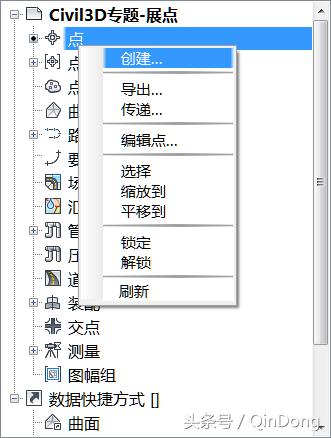 Civil3D专题-展点
点
创建...
点
导出...
点
传递...
曲
编辑点...
路
要
选择
场
缩放到
汇
平移到
管
锁定
压
解锁
道
刷新
装配
交点
测量
图幅组
数据快捷方式 []
曲面
头条号 / QinDong